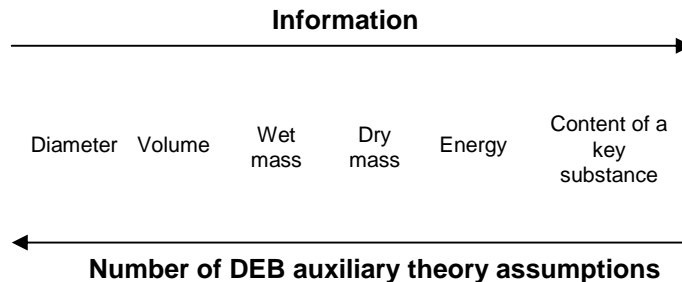 Information
Diameter Volume Wet mass Dry mass Energy Content of a key substance
Number of DEB auxiliary theory assumptions